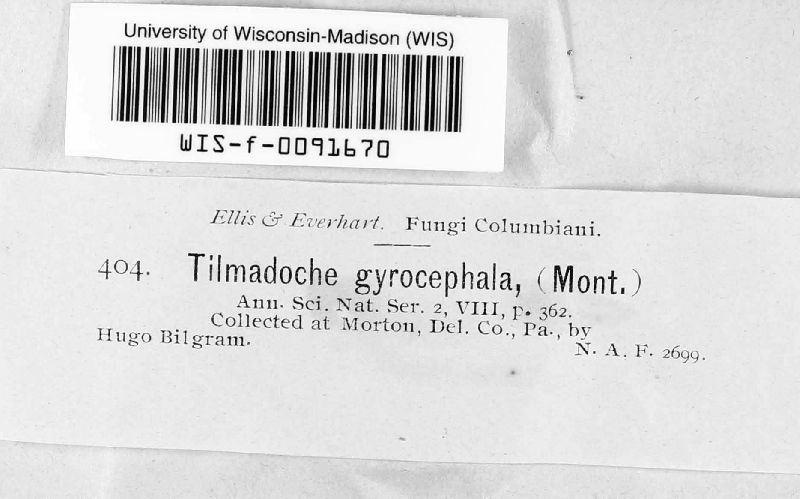 University of Wisconsin-Madison (WIS)
WIS-f-0091670
Ellis & Everhart. Fungi Columbiani.
404. Tilmadoche gyrocephala, (Mont.)
Ann. Sci. Nat. Ser. 2, VIII, p. 362.
Collected at Morton, Del. Co., Pa., by
Hugo Bilgram.
N. A. F. 2699.